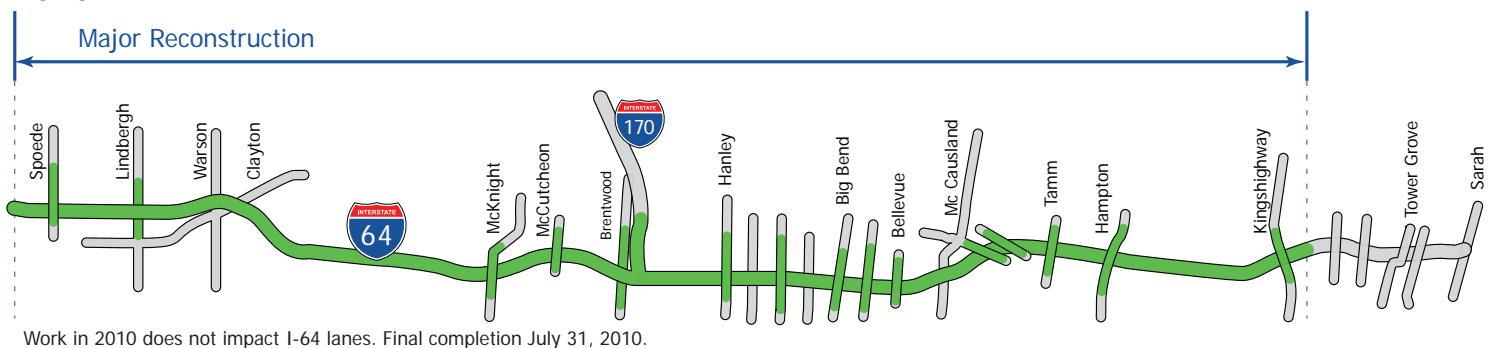 Major Reconstruction
Spoede
Lindbergh
Warson
Clayton
INTERSTATE
64
McKnight
McCutcheon
Brentwood
INTERSTATE
170
Hanley
Big Bend
Bellevue
Mc Causland
Tamm
Hampton
Kingshighway
Tower Grove
Sarah
Work in 2010 does not impact I-64 lanes. Final completion July 31, 2010.